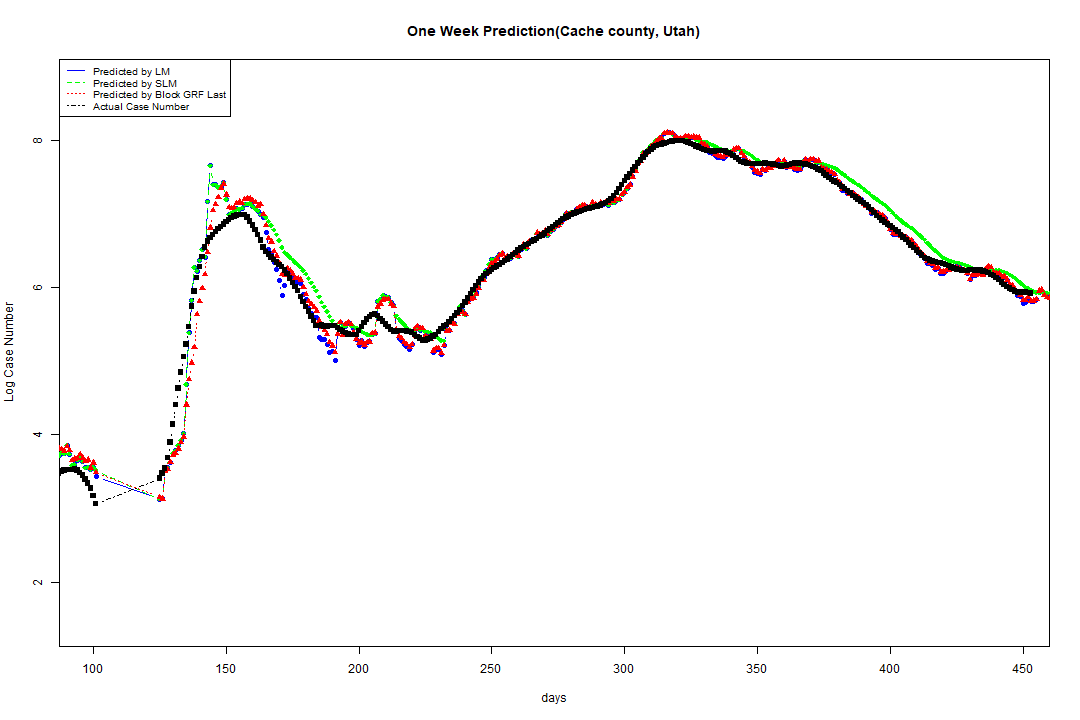 One Week Prediction(Cache county, Utah)
Predicted by LM
Predicted by SLM
Predicted by Block GRF Last
Actual Case Number
8
6
4
2
Log Case Number
100 150 200 250 300 350 400 450
days